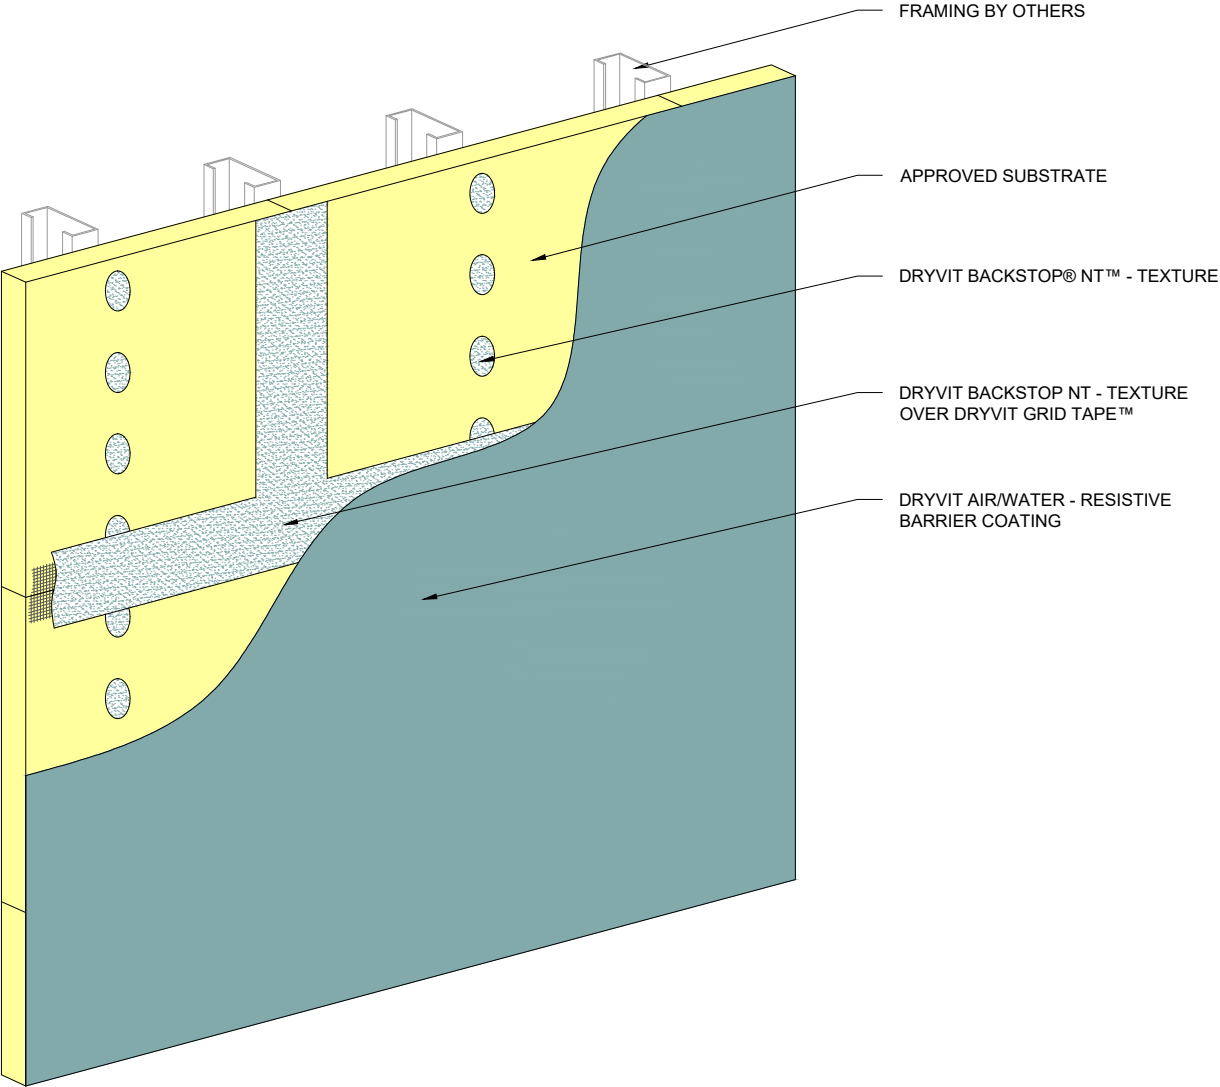 FRAMING BY OTHERS
APPROVED SUBSTRATE
DRYVIT BACKSTOP® NT™ - TEXTURE
DRYVIT BACKSTOP NT - TEXTURE
OVER DRYVIT GRID TAPE™
DRYVIT AIR/WATER - RESISTIVE
BARRIER COATING